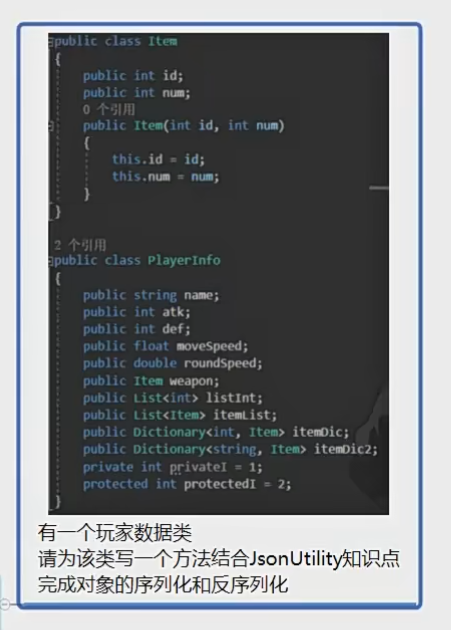 public class Item
{
public int id;
public int num;
0 个引用
public Item(int id, int num)
{
this.id = id;
this.num = num;
}
}
2 个引用
public class PlayerInfo
{
public string name;
public int atk;
public int def;
public float moveSpeed;
public double roundSpeed;
public Item weapon;
public List<int> listInt;
public List<Item> itemList;
public Dictionary<int, Item> itemDic;
public Dictionary<string, Item> itemDic2;
private int privateI = 1;
protected int protectedI = 2;
}
有一个玩家数据类
请为该类写一个方法结合JsonUtility知识点
完成对象的序列化和反序列化